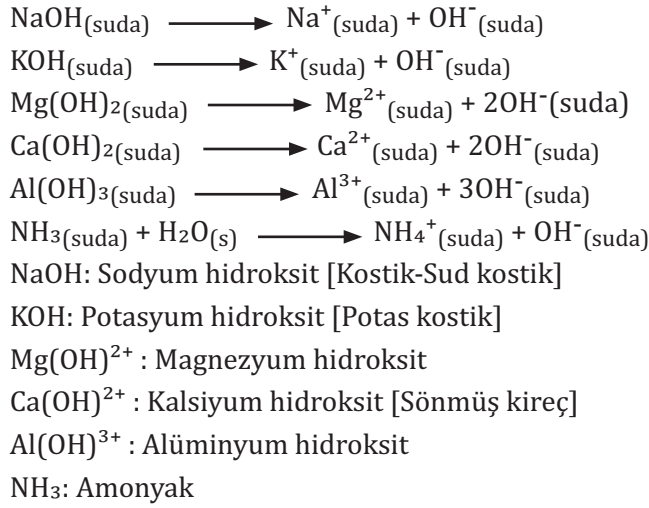 NaOH(suda) ⟶ Na⁺(suda) + OH⁻(suda)
KOH(suda) ⟶ K⁺(suda) + OH⁻(suda)
Mg(OH)₂(suda) ⟶ Mg²⁺(suda) + 2OH⁻(suda)
Ca(OH)₂(suda) ⟶ Ca²⁺(suda) + 2OH⁻(suda)
Al(OH)₃(suda) ⟶ Al³⁺(suda) + 3OH⁻(suda)
NH₃(suda) + H₂O(s) ⟶ NH₄⁺(suda) + OH⁻(suda)
NaOH: Sodyum hidroksit [Kostik-Sud kostik]
KOH: Potasyum hidroksit [Potas kostik]
Mg(OH)²⁺ : Magnezyum hidroksit
Ca(OH)²⁺ : Kalsiyum hidroksit [Sönmüş kireç]
Al(OH)³⁺ : Alüminyum hidroksit
NH₃: Amonyak